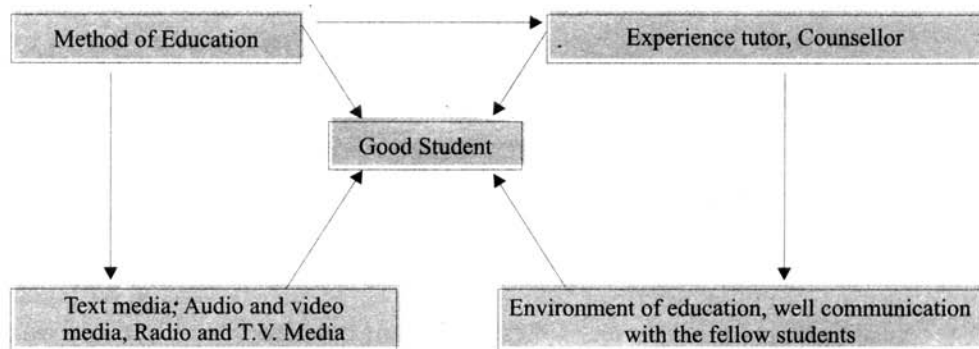 Method of Education
Experience tutor, Counsellor
Good Student
Text media; Audio and video
media, Radio and T.V. Media
Environment of education, well communication
with the fellow students